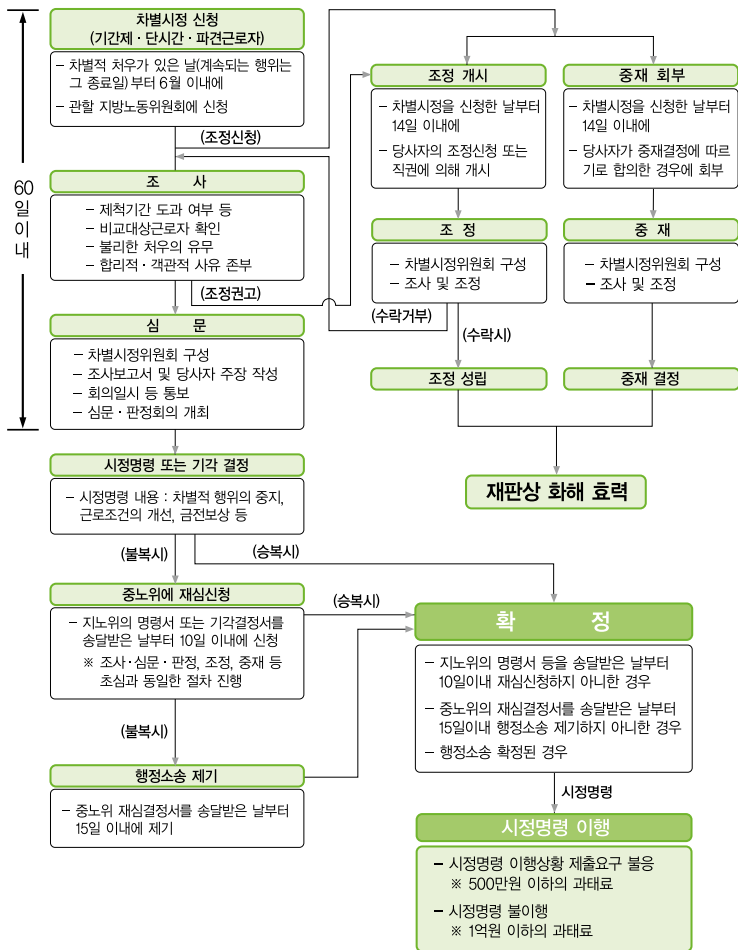 차별시정 신청
(기간제·단시간·파견근로자)
– 차별적 처우가 있은 날(계속되는 행위는
그 종료일) 부터 6월 이내에
– 관할 지방노동위원회에 신청
(조정신청)
60
일
이
내
조 사
– 제척기간 도과 여부 등
– 비교대상근로자 확인
– 불리한 처우의 유무
– 합리적·객관적 사유 존부
(조정권고)
심 문
– 차별시정위원회 구성
– 조사보고서 및 당사자 주장 작성
– 회의일시 등 통보
– 심문·판정회의 개최
시정명령 또는 기각 결정
– 시정명령 내용 : 차별적 행위의 중지,
근로조건의 개선, 금전보상 등
(불복시)
(승복시)
중노위에 재심신청
– 지노위의 명령서 또는 기각결정서를
송달받은 날부터 10일 이내에 신청
※ 조사·심문·판정, 조정, 중재 등
초심과 동일한 절차 진행
(승복시)
(불복시)
행정소송 제기
– 중노위 재심결정서를 송달받은 날부터
15일 이내에 제기
조정 개시
– 차별시정을 신청한 날부터
14일 이내에
– 당사자의 조정신청 또는
직권에 의해 개시
조 정
– 차별시정위원회 구성
– 조사 및 조정
(수락거부)
(수락시)
조정 성립
중재 회부
– 차별시정을 신청한 날부터
14일 이내에
– 당사자가 중재결정에 따르
기로 합의한 경우에 회부
중 재
– 차별시정위원회 구성
– 조사 및 조정
중재 결정
재판상 화해 효력
확 정
– 지노위의 명령서 등을 송달받은 날부터
10일이내 재심신청하지 아니한 경우
– 중노위의 재심결정서를 송달받은 날부터
15일이내 행정소송 제기하지 아니한 경우
– 행정소송 확정된 경우
시정명령
시정명령 이행
– 시정명령 이행상황 제출요구 불응
※ 500만원 이하의 과태료
– 시정명령 불이행
※ 1억원 이하의 과태료